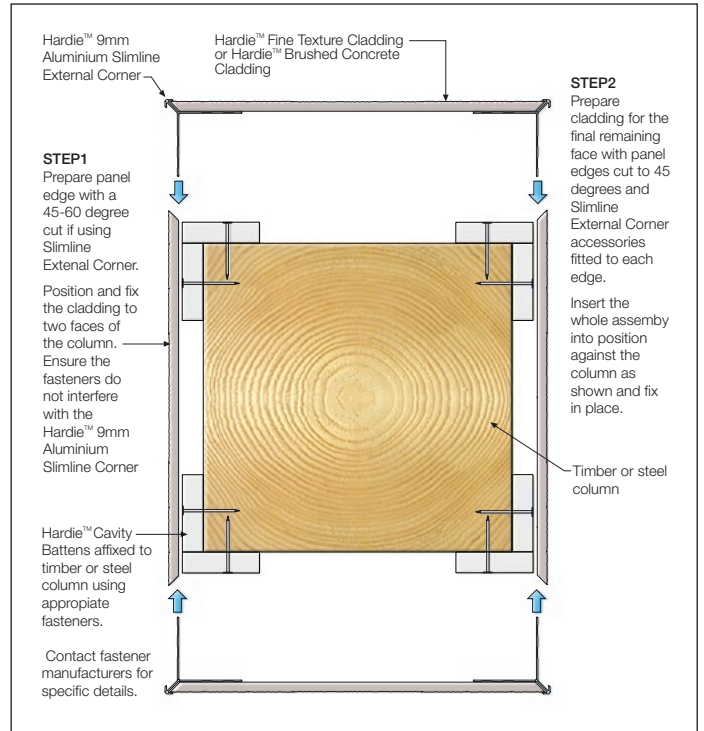 Hardie™ 9mm
Aluminium Slimline
External Corner
Hardie™ Fine Texture Cladding
or Hardie™ Brushed Concrete
Cladding
STEP1
Prepare panel
edge with a
45-60 degree
cut if using
Slimline
Extenal Corner.
Position and fix
the cladding to
two faces of
the column.
Ensure the
fasteners do
not interfere
with the
Hardie™ 9mm
Aluminium
Slimline Corner
Hardie™ Cavity
Battens affixed to
timber or steel
column using
appropiate
fasteners.
Contact fastener
manufacturers for
specific details.
STEP2
Prepare
cladding for the
final remaining
face with panel
edges cut to 45
degrees and
Slimline
External Corner
accessories
fitted to each
edge.
Insert the
whole assemby
into position
against the
column as
shown and fix
in place.
Timber or steel
column